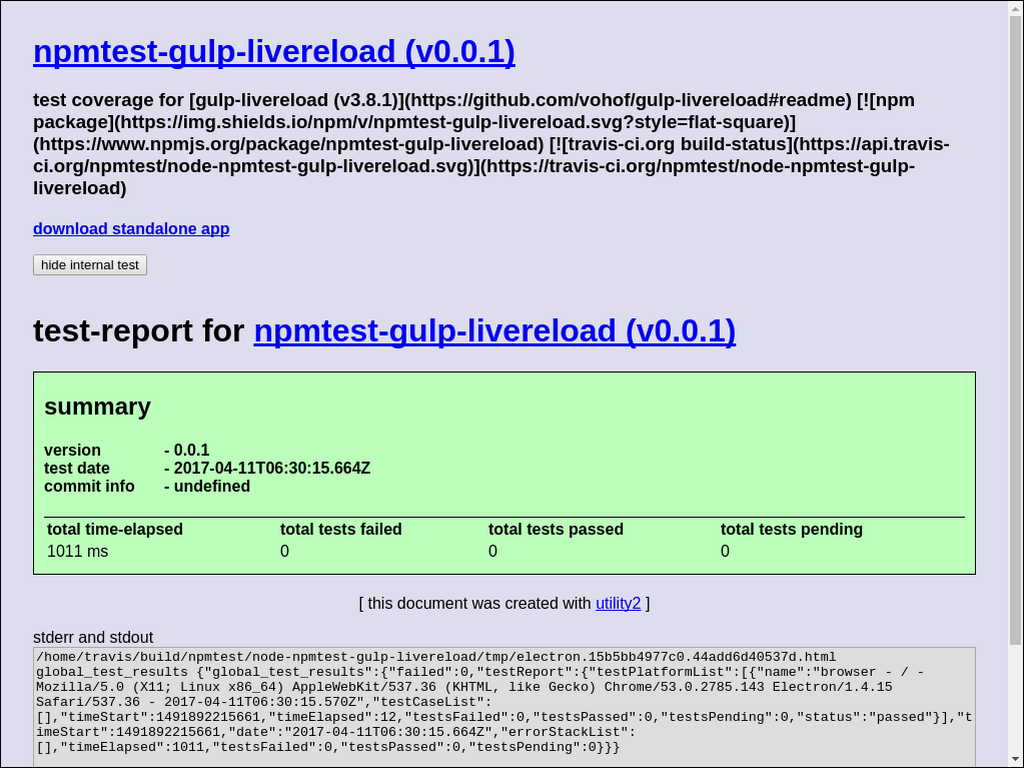 npmtest-gulp-livereload (v0.0.1)
test coverage for [gulp-livereload (v3.8.1)](https://github.com/vohof/gulp-livereload#readme) [![npm
package](https://img.shields.io/npm/v/npmtest-gulp-livereload.svg?style=flat-square)]
(https://www.npmjs.org/package/npmtest-gulp-livereload) [![travis-ci.org build-status](https://api.travis-
ci.org/npmtest/node-npmtest-gulp-livereload.svg)](https://travis-ci.org/npmtest/node-npmtest-gulp-
livereload)
download standalone app
hide internal test
test-report for npmtest-gulp-livereload (v0.0.1)
summary
version - 0.0.1
test date - 2017-04-11T06:30:15.664Z
commit info - undefined
total time-elapsed total tests failed total tests passed total tests pending
1011 ms 0 0 0
[ this document was created with utility2 ]
stderr and stdout
/home/travis/build/npmtest/node-npmtest-gulp-livereload/tmp/electron.15b5bb4977c0.44add6d40537d.html
global_test_results {"global_test_results":{"failed":0,"testReport":{"testPlatformList":[{"name":"browser - / -
Mozilla/5.0 (X11; Linux x86_64) AppleWebKit/537.36 (KHTML, like Gecko) Chrome/53.0.2785.143 Electron/1.4.15
Safari/537.36 - 2017-04-11T06:30:15.570Z","testCaseList":
[],"timeStart":1491892215661,"timeElapsed":12,"testsFailed":0,"testsPassed":0,"testsPending":0,"status":"passed"}],"t
imeStart":1491892215661,"date":"2017-04-11T06:30:15.664Z","errorStackList":
[],"timeElapsed":1011,"testsFailed":0,"testsPassed":0,"testsPending":0}}}